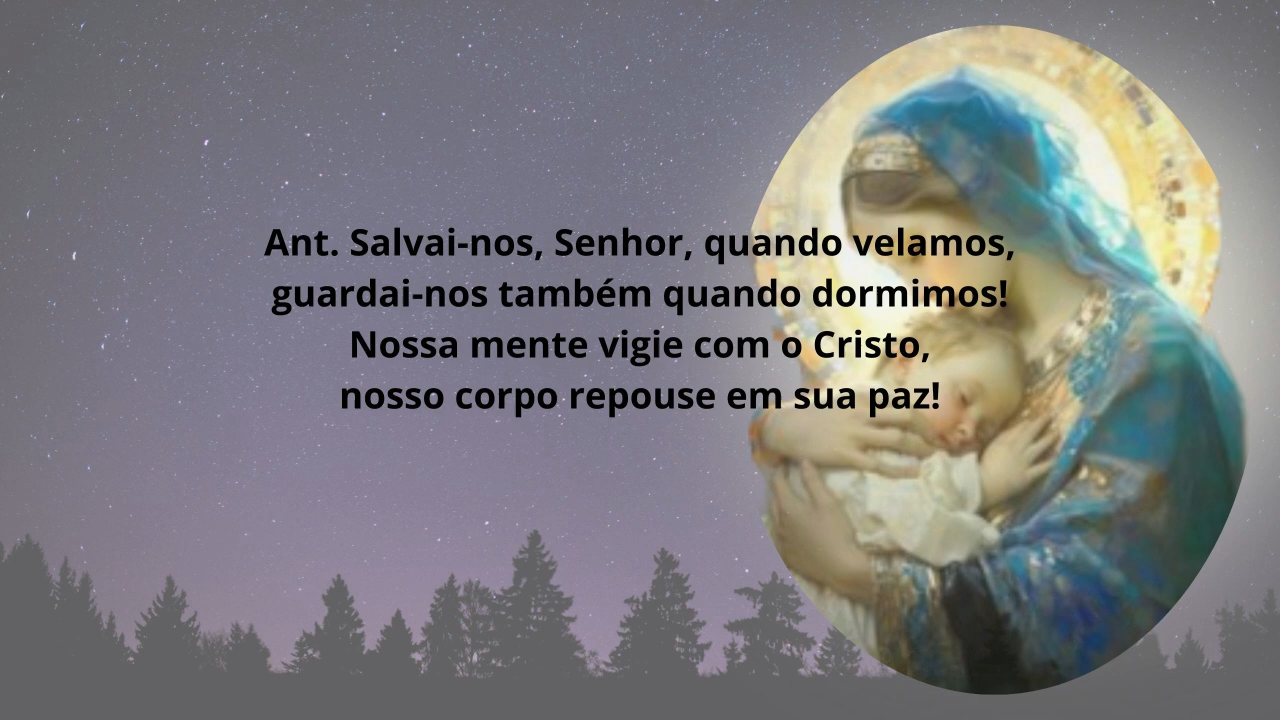 Ant. Salvai-nos, Senhor, quando velamos,
guardai-nos também quando dormimos!
Nossa mente vigie com o Cristo,
nosso corpo repouse em sua paz!